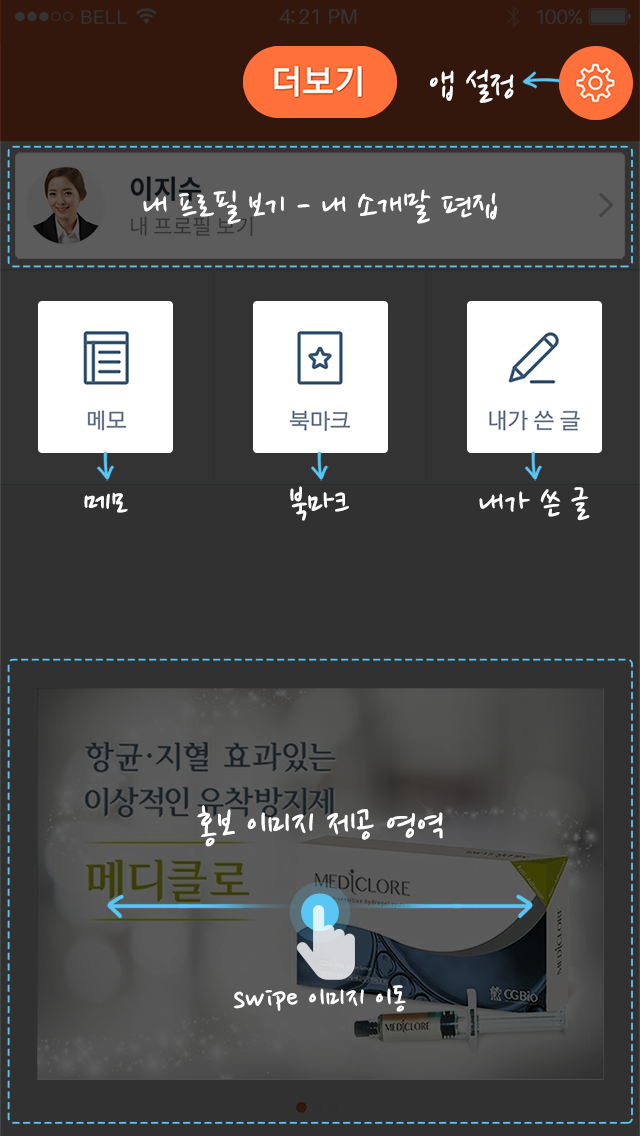 BELL 4:21 PM 100%
더보기
앱 설정
이지수
내 프로필 보기 - 내 소개말 편집
내 프로필 보기
메모 북마크 내가 쓴 글
메모 북마크 내가 쓴 글
항균·지혈 효과있는
이상적인 유착방지제
홍보 이미지 제공 영역
메디클로
MEDICLORE
MEDICLORE
CGBIO
swipe 이미지 이동
MEDICLORE